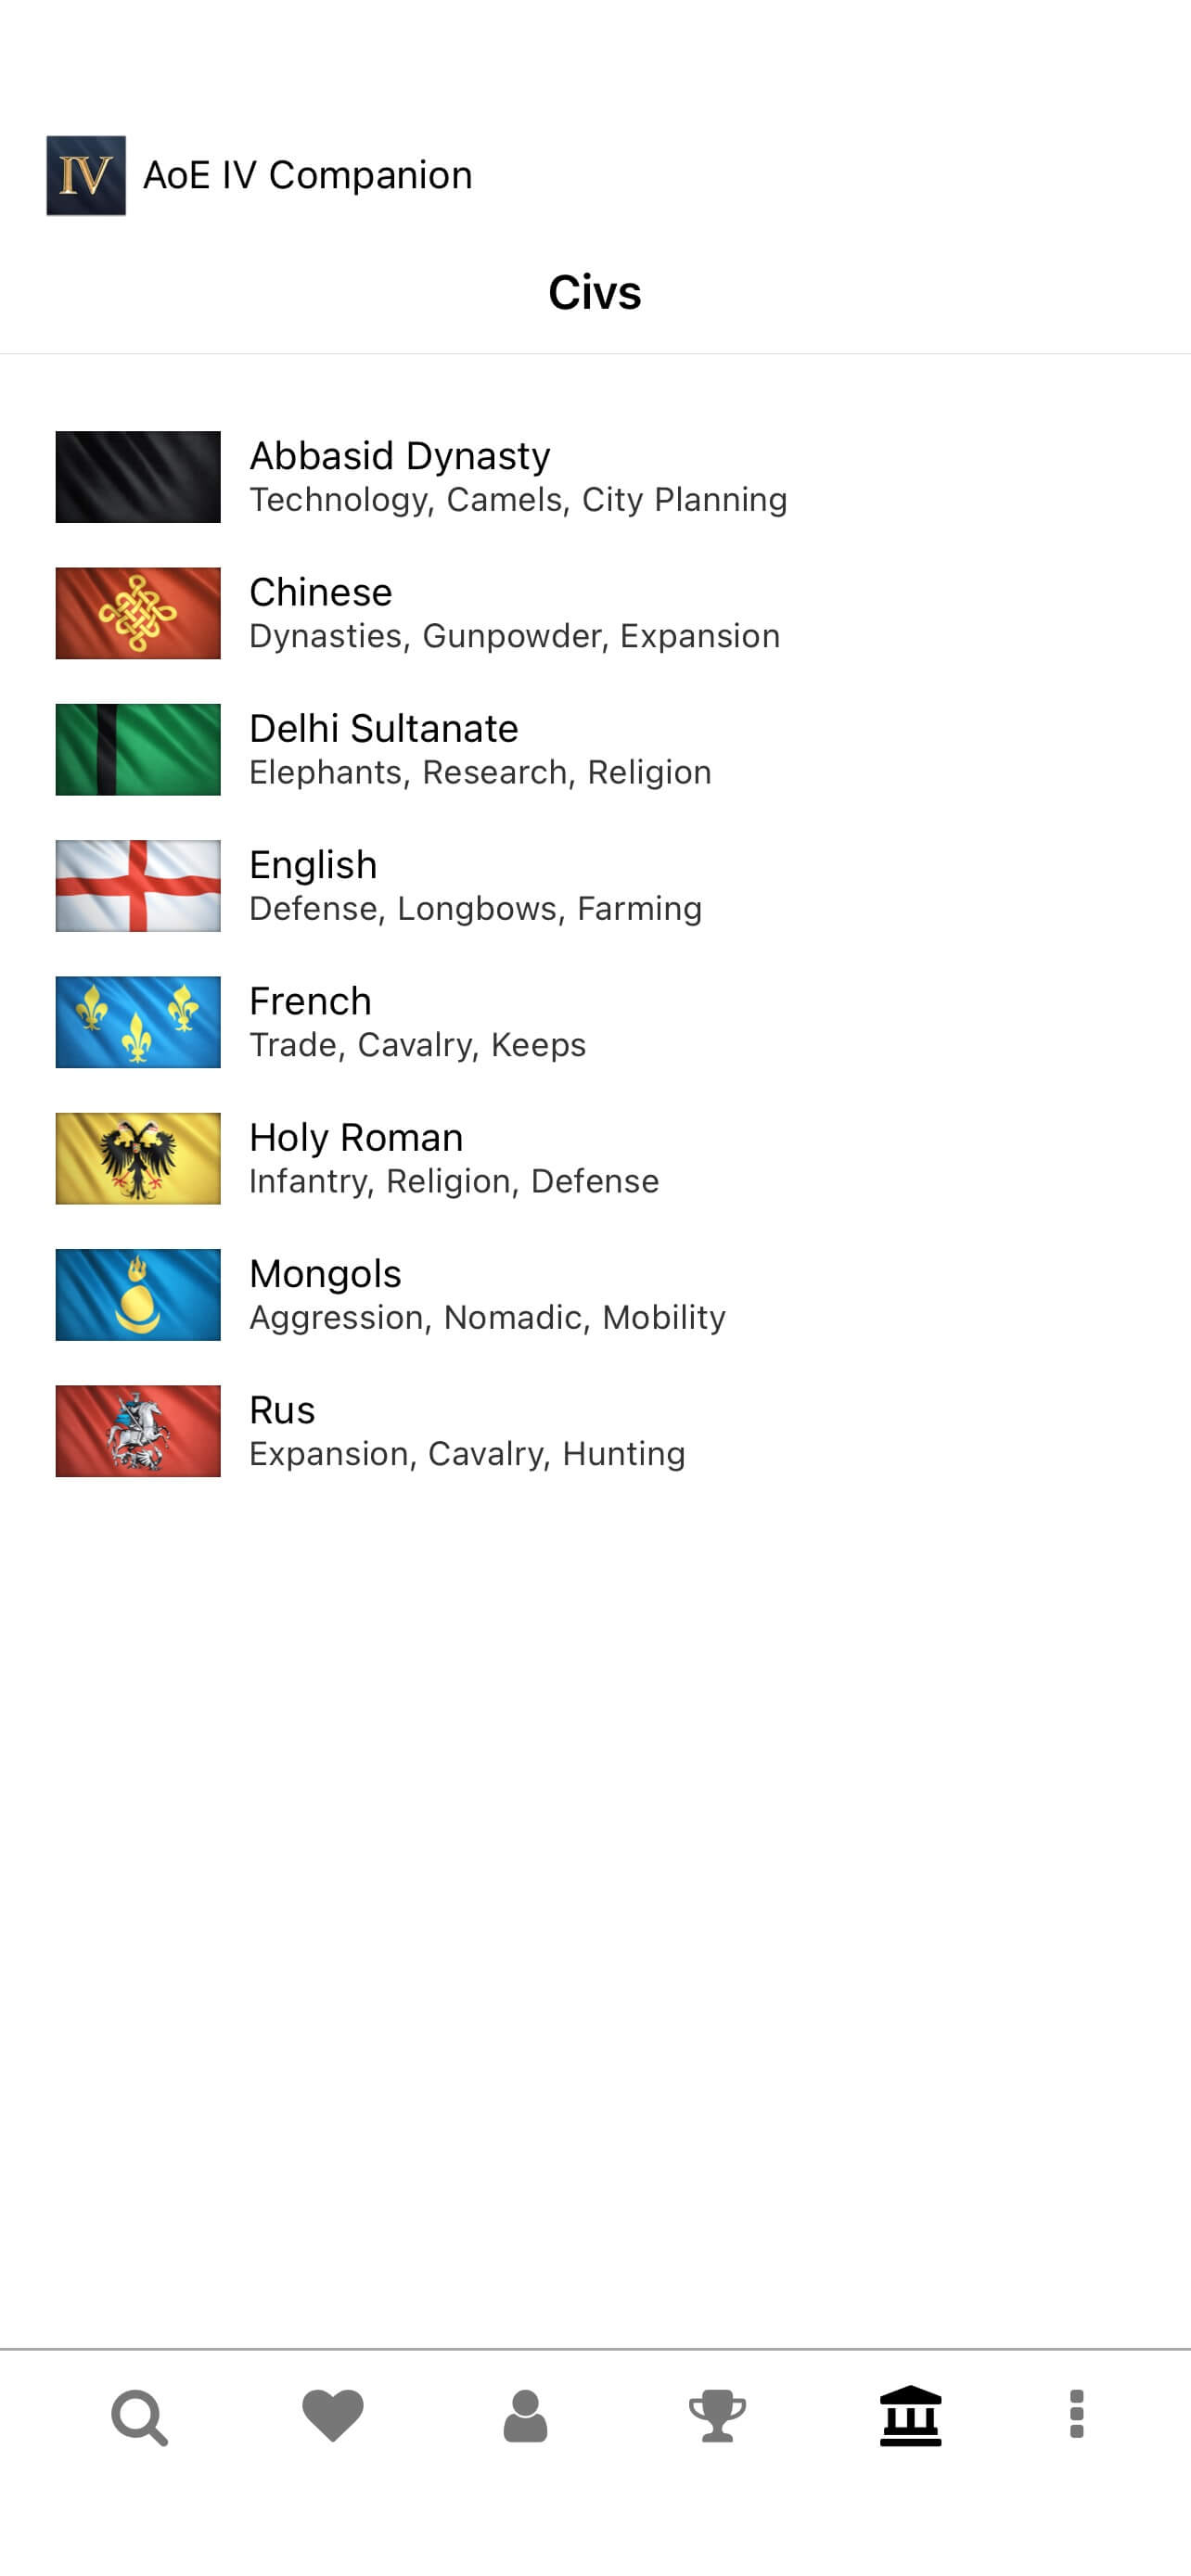 IV AoE IV Companion
Civs
Abbasid Dynasty
Technology, Camels, City Planning
Chinese
Dynasties, Gunpowder, Expansion
Delhi Sultanate
Elephants, Research, Religion
English
Defense, Longbows, Farming
French
Trade, Cavalry, Keeps
Holy Roman
Infantry, Religion, Defense
Mongols
Aggression, Nomadic, Mobility
Rus
Expansion, Cavalry, Hunting